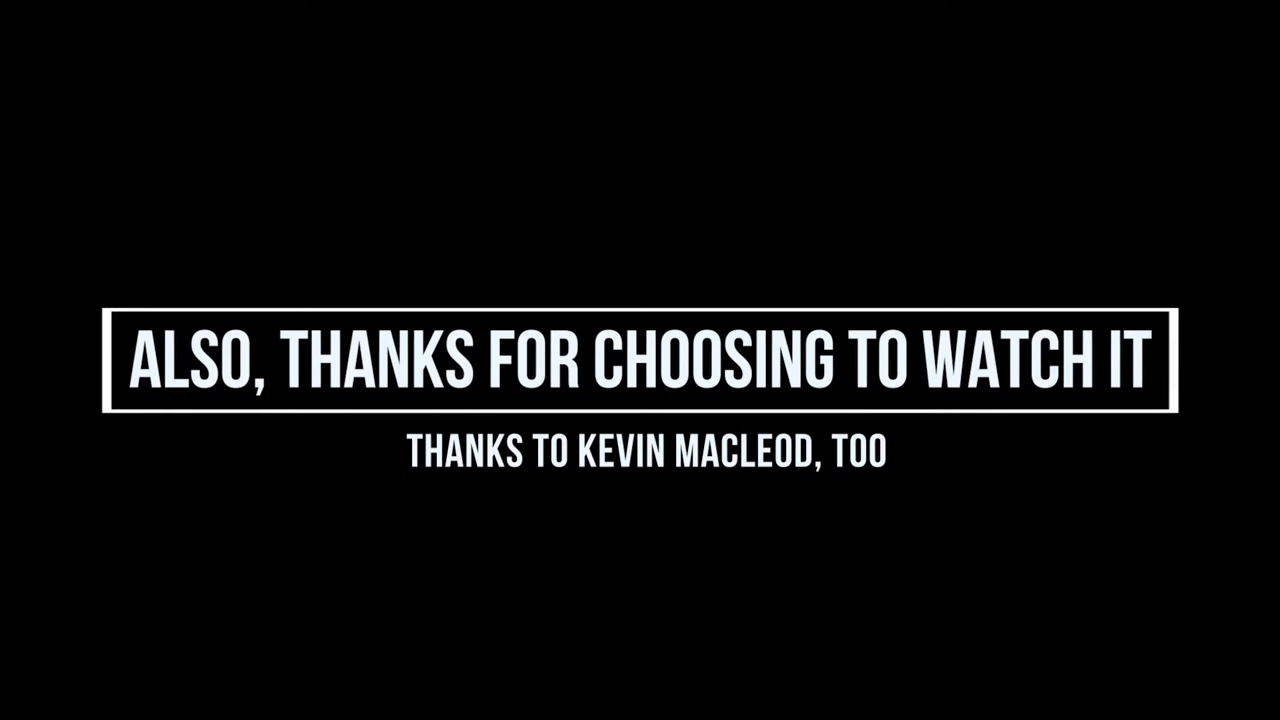 ALSO, THANKS FOR CHOOSING TO WATCH IT
THANKS TO KEVIN MACLEOD, TOO